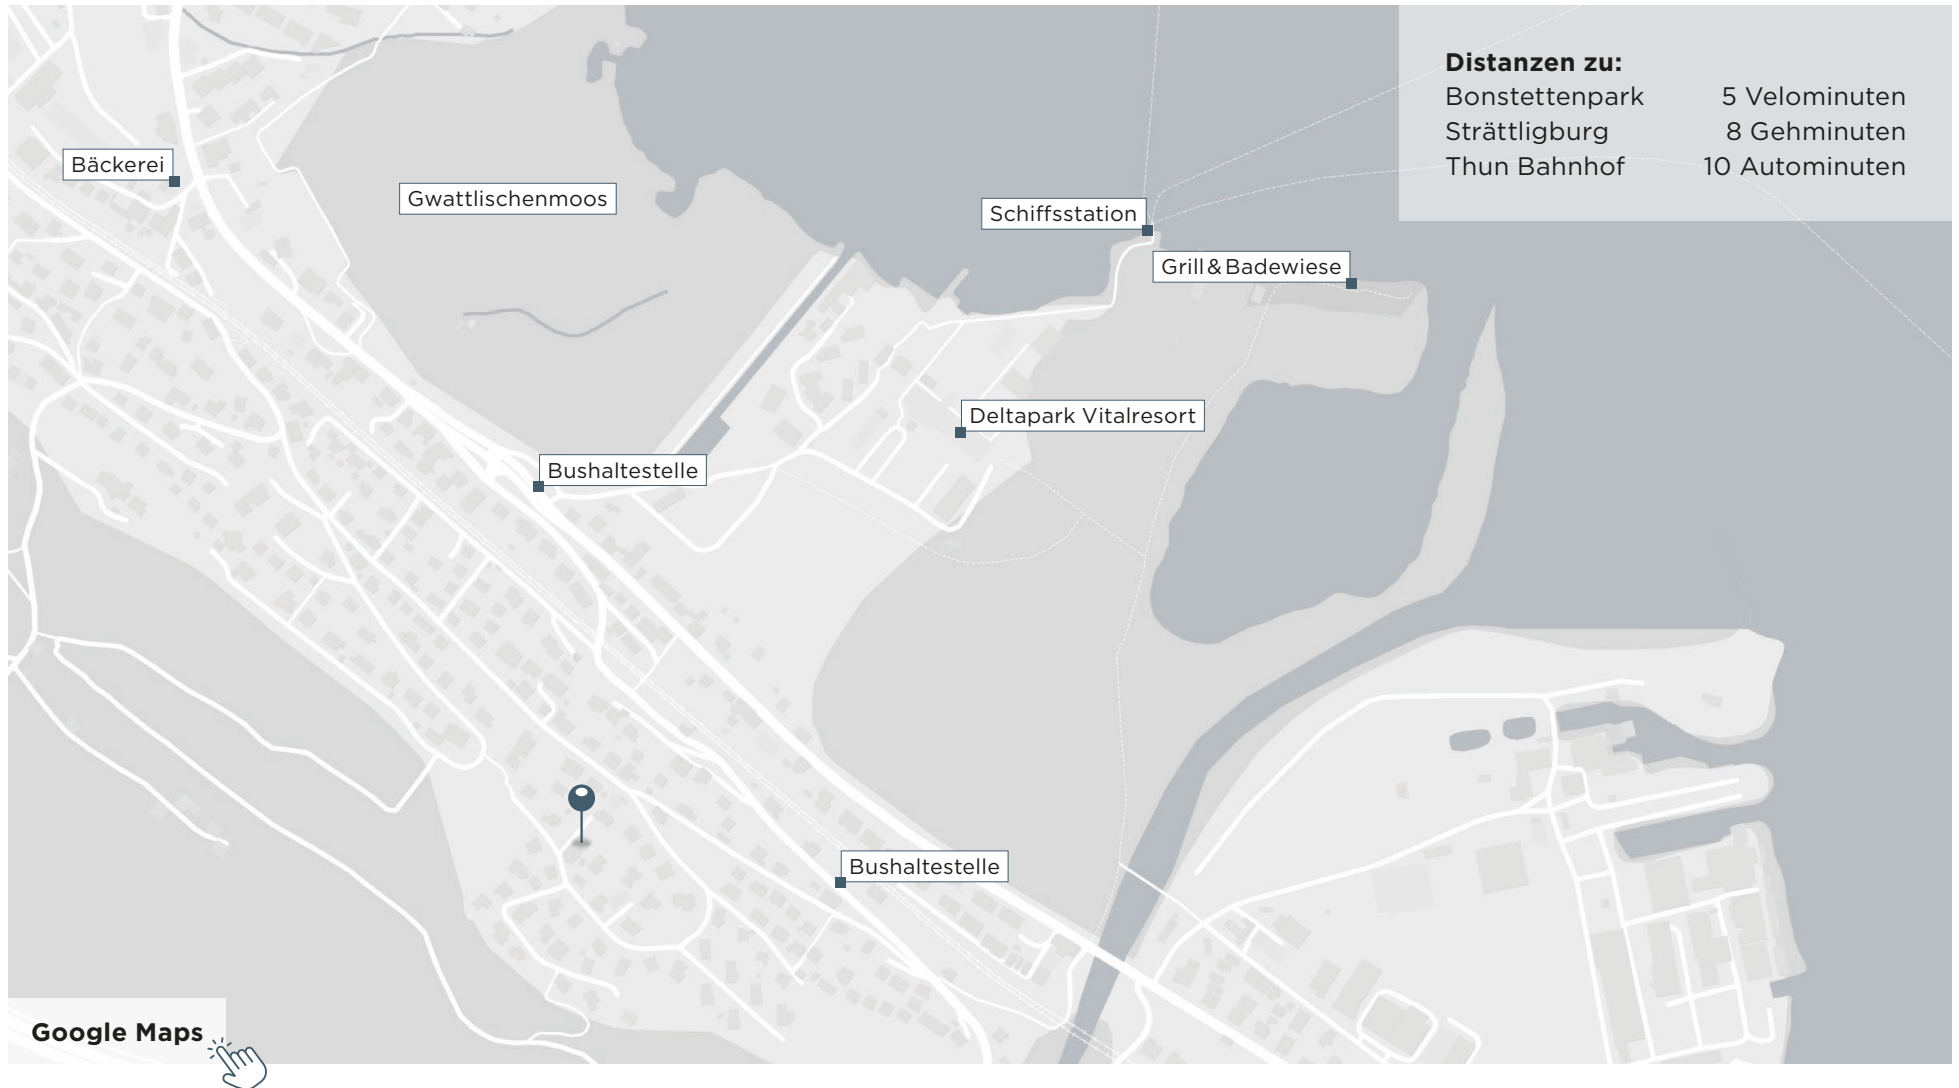 Distanzen zu:
Bonstettenpark 5 Velominuten
Strättligburg 8 Gehminuten
Thun Bahnhof 10 Autominuten
Bäckerei
Gwattlischenmoos
Schiffsstation
Grill & Badewiese
Deltapark Vitalresort
Bushaltestelle
Bushaltestelle
Google Maps